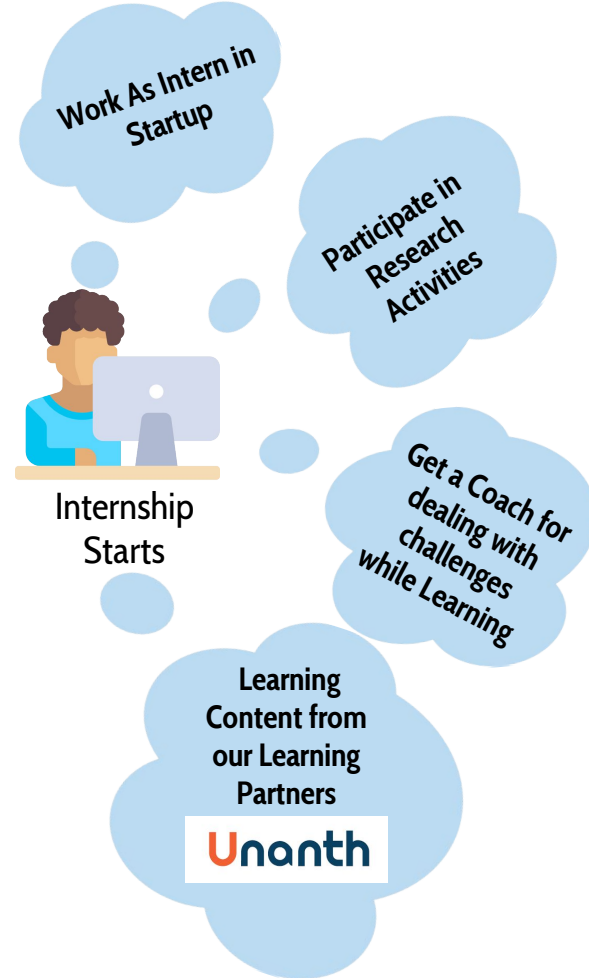 Work As Intern in
Startup
Participate in
Research
Activities
Get a Coach for
dealing with
challenges
while Learning
Internship
Starts
Learning
Content from
our Learning
Partners
Unanth